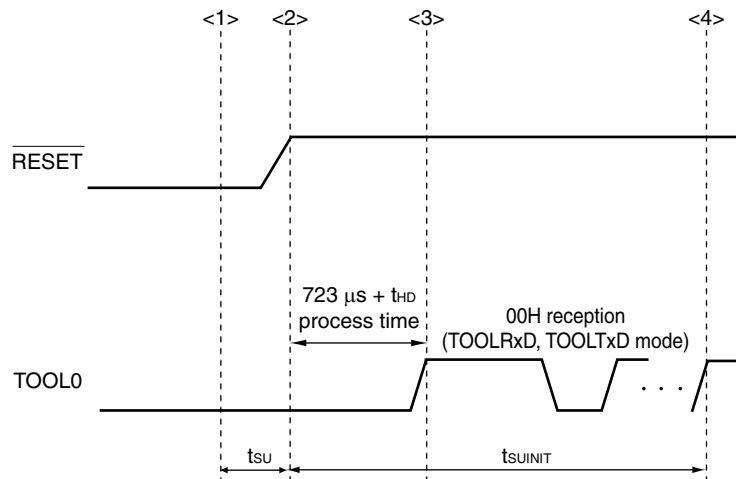 <1> <2> <3> <4>
RESET
723 μs + tHD
process time
00H reception
(TOOLRxD, TOOLTxD mode)
TOOL0
. . .
tSU
tSUINIT